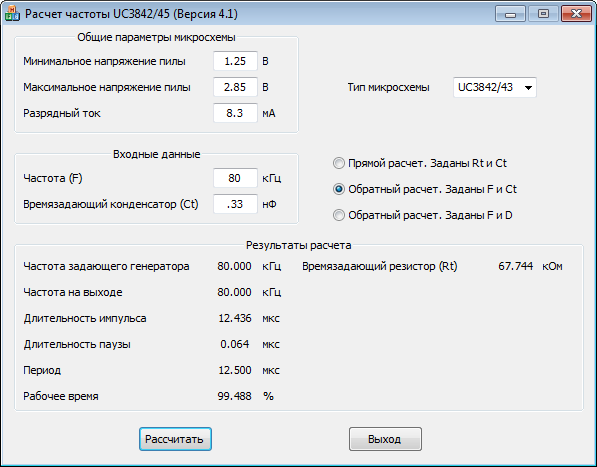 Расчет частоты UC3842/45 (Версия 4.1)
Общие параметры микросхемы
Минимальное напряжение пилы 1.25 В
Максимальное напряжение пилы 2.85 В
Разрядный ток 8.3 мА
Тип микросхемы UC3842/43
Входные данные
Частота (F) 80 кГц
Времязадающий конденсатор (Ct) .33 нФ
Прямой расчет. Заданы Rt и Ct
Обратный расчет. Заданы F и Ct
Обратный расчет. Заданы F и D
Результаты расчета
Частота задающего генератора 80.000 кГц Времязадающий резистор (Rt) 67.744 кОм
Частота на выходе 80.000 кГц
Длительность импульса 12.436 мкс
Длительность паузы 0.064 мкс
Период 12.500 мкс
Рабочее время 99.488 %
Рассчитать Выход